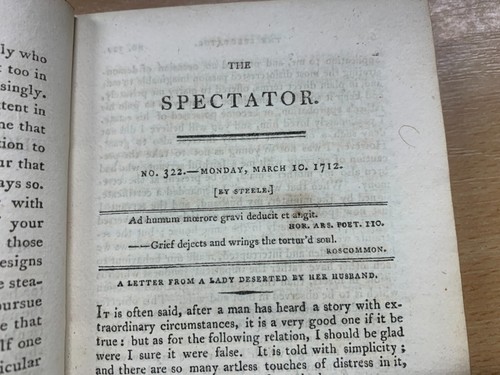 ly who
too in
singly.
tent in
ne that
tion to
ur that
ays so.
with
your
those
esigns
e stea-
pursue
e that
lf one
icular
THE
SPECTATOR.
NO. 322.—MONDAY, MARCH 10. 1712.
[BY STEELE.]
Ad humum mœrore gravi deducit et angit.
HOR. ARS. POET. 110.
——Grief dejects and wrings the tortur'd soul.
ROSCOMMON.
A LETTER FROM A LADY DESERTED BY HER HUSBAND.
IT is often said, after a man has heard a story with ex-
traordinary circumstances, it is a very good one if it be
true: but as for the following relation, I should be glad
were I sure it were false. It is told with simplicity;
and there are so many artless touches of distress in it,